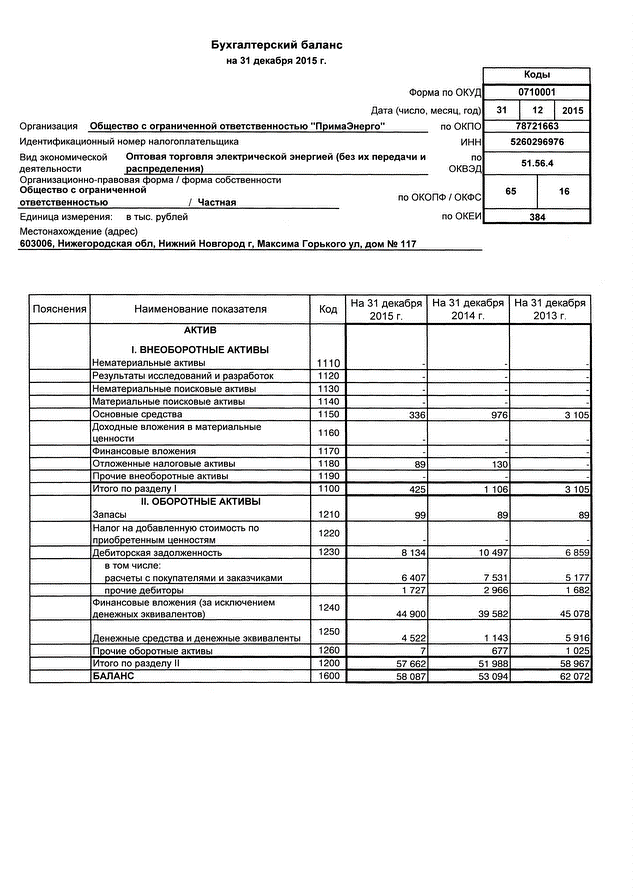 Бухгалтерский баланс
на 31 декабря 2015 г.
Коды
Форма по ОКУД 0710001
Дата (число, месяц, год) 31 12 2015
Организация Общество с ограниченной ответственностью "ПримаЭнерго" по ОКПО 78721663
Идентификационный номер налогоплательщика ИНН 5260296976
Вид экономической деятельности Оптовая торговля электрической энергией (без их передачи и распределения) по ОКВЭД 51.56.4
Организационно-правовая форма / форма собственности
Общество с ограниченной
ответственностью / Частная по ОКОПФ / ОКФС 65 16
Единица измерения: в тыс. рублей по ОКЕИ 384
Местонахождение (адрес)
603006, Нижегородская обл, Нижний Новгород г, Максима Горького ул, дом № 117
Пояснения Наименование показателя Код На 31 декабря 2015 г. На 31 декабря 2014 г. На 31 декабря 2013 г.
АКТИВ
I. ВНЕОБОРОТНЫЕ АКТИВЫ
Нематериальные активы 1110 - - -
Результаты исследований и разработок 1120 - - -
Нематериальные поисковые активы 1130 - - -
Материальные поисковые активы 1140 - - -
Основные средства 1150 336 976 3 105
Доходные вложения в материальные
ценности 1160 - - -
Финансовые вложения 1170 - - -
Отложенные налоговые активы 1180 89 130 -
Прочие внеоборотные активы 1190 - - -
Итого по разделу I 1100 425 1 106 3 105
II. ОБОРОТНЫЕ АКТИВЫ
Запасы 1210 99 89 89
Налог на добавленную стоимость по
приобретенным ценностям 1220 - - -
Дебиторская задолженность 1230 8 134 10 497 6 859
в том числе:
расчеты с покупателями и заказчиками 6 407 7 531 5 177
прочие дебиторы 1 727 2 966 1 682
Финансовые вложения (за исключением
денежных эквивалентов) 1240 44 900 39 582 45 078
Денежные средства и денежные эквиваленты 1250 4 522 1 143 5 916
Прочие оборотные активы 1260 7 677 1 025
Итого по разделу II 1200 57 662 51 988 58 967
БАЛАНС 1600 58 087 53 094 62 072